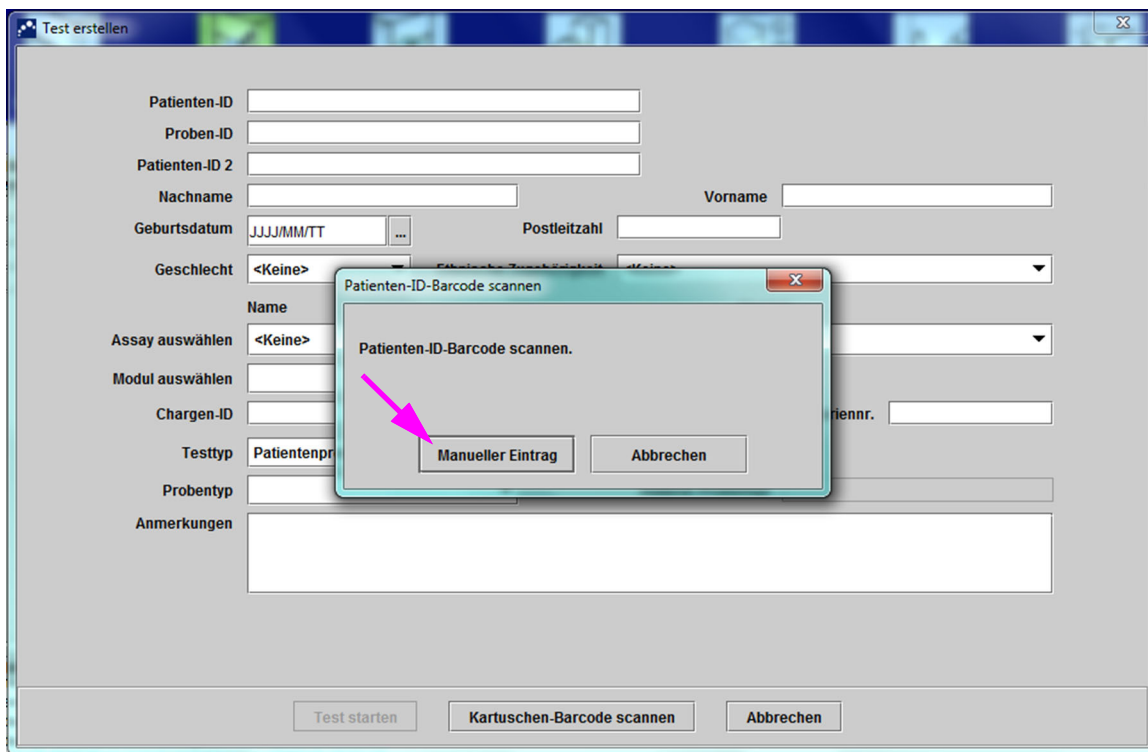 Test erstellen
Patienten-ID
Proben-ID
Patienten-ID 2
Nachname
Vorname
Geburtsdatum JJJJ/MM/TT ...
Postleitzahl
Geschlecht <Keine>
Patienten-ID-Barcode scannen
Name
Assay auswählen <Keine>
Patienten-ID-Barcode scannen.
Modul auswählen
Chargen-ID
riennr.
Testtyp Patientenpr
Manueller Eintrag Abbrechen
Probentyp
Anmerkungen
Test starten Kartuschen-Barcode scannen Abbrechen